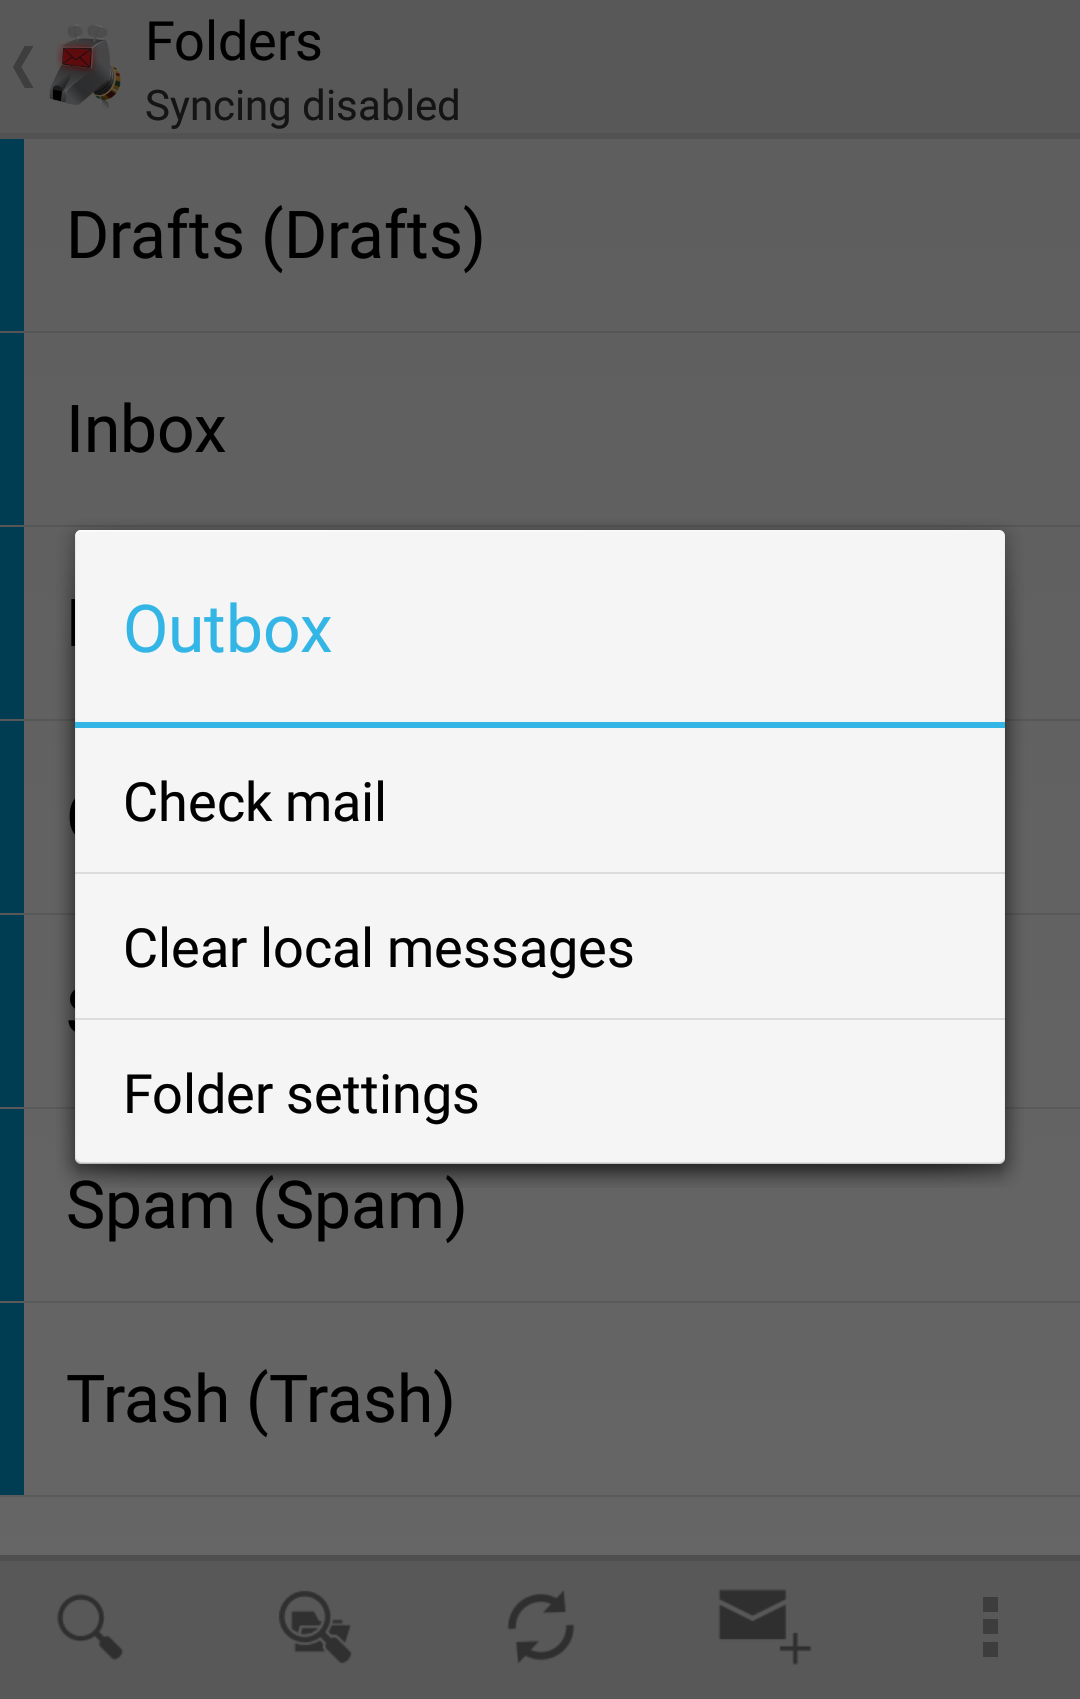 Folders
Syncing disabled
Drafts (Drafts)
Inbox
Outbox
Check mail
Clear local messages
Folder settings
Spam (Spam)
Trash (Trash)